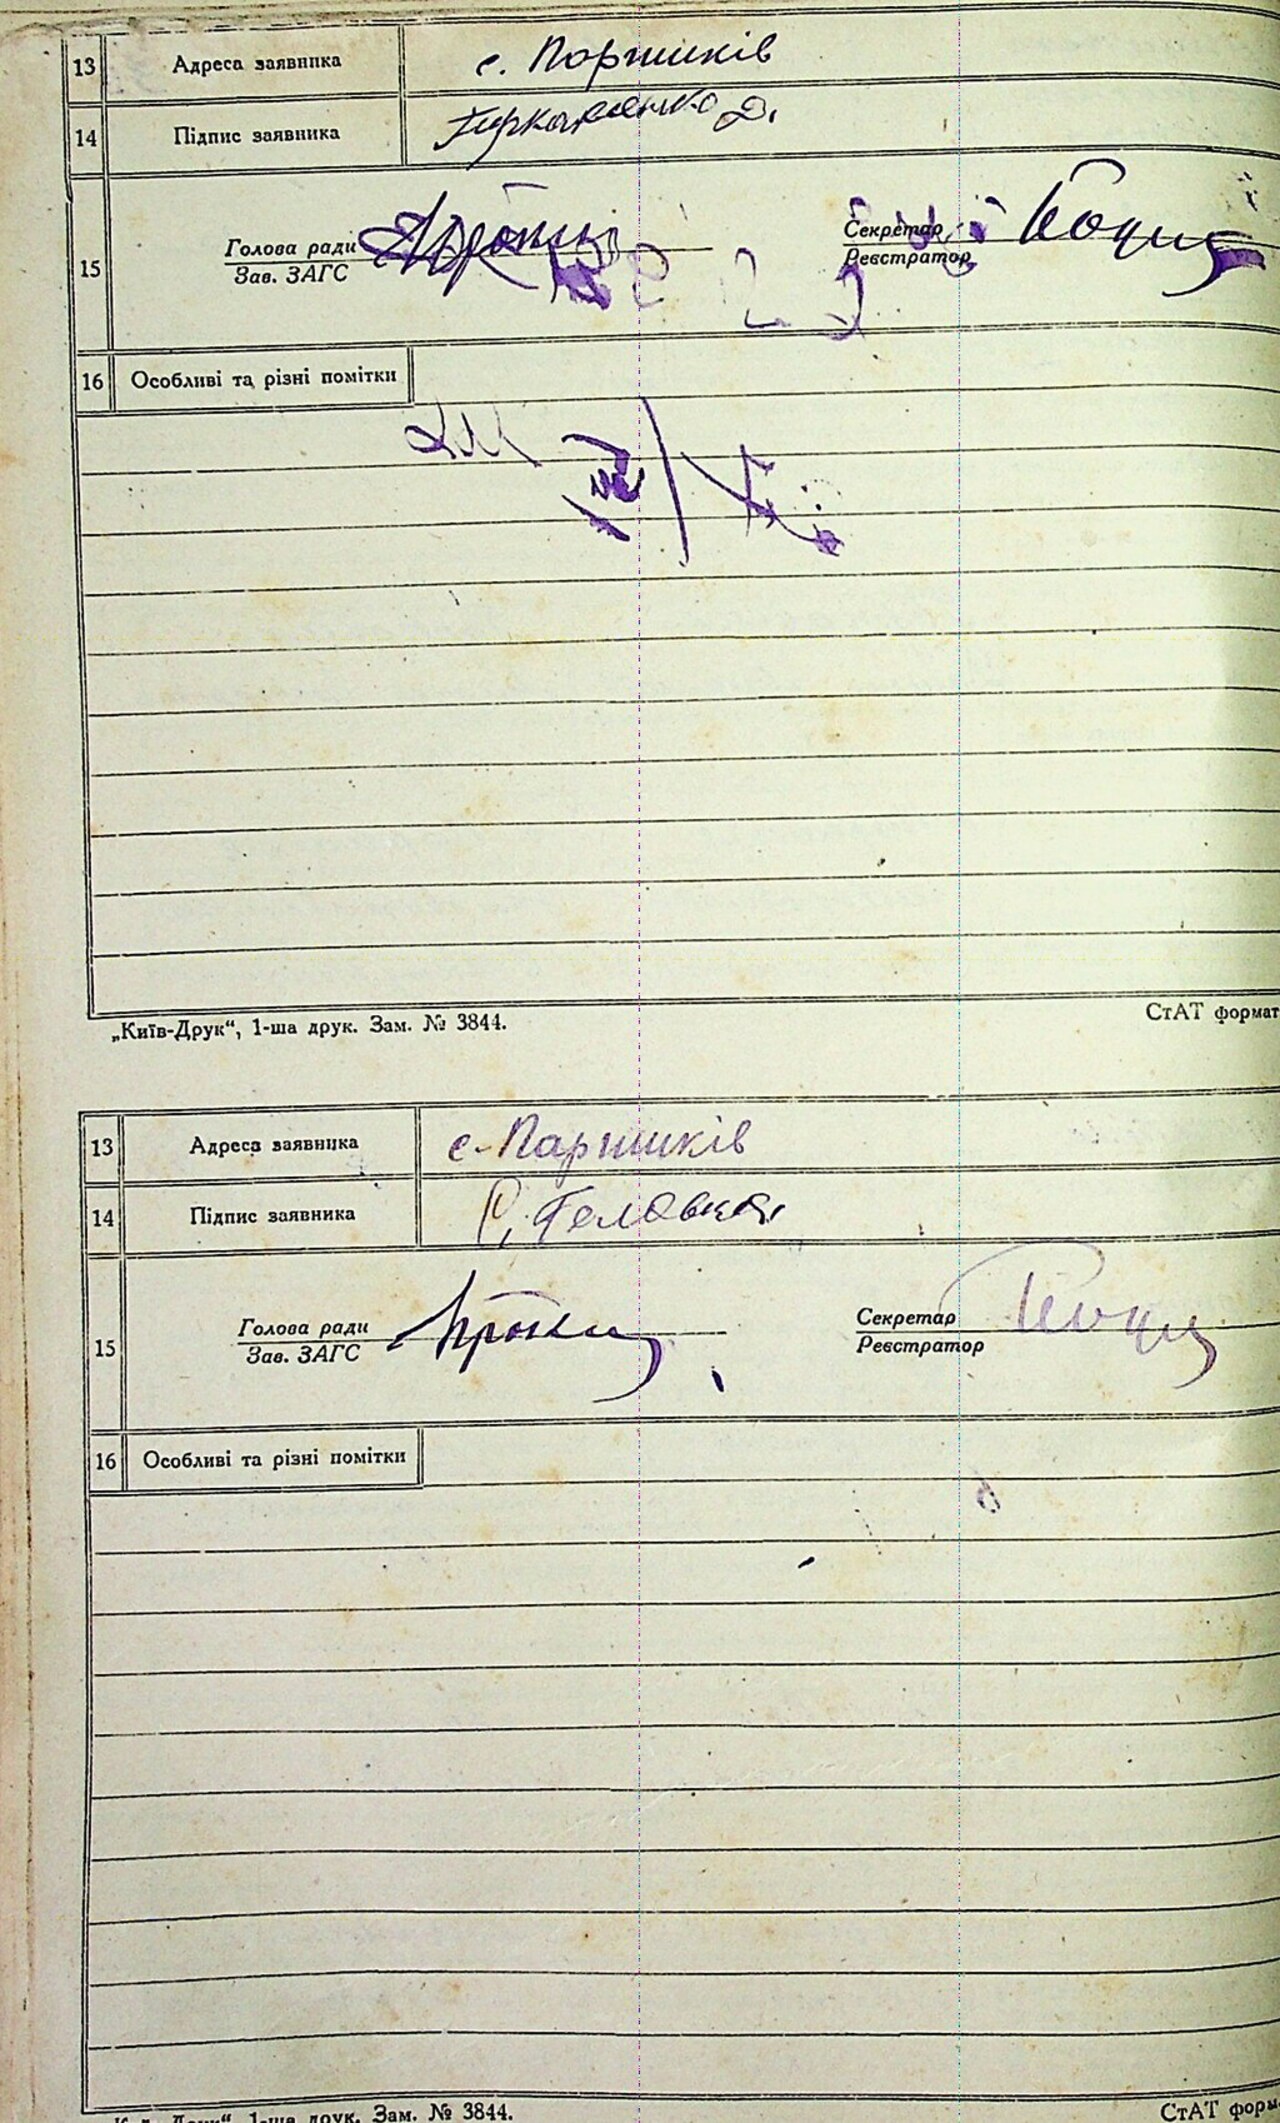 13 Адреса заявника с. Поршиків
14 Підпис заявника Д.
15 Голова ради Секретар
Зав. ЗАГС Реєстратор
16 Особливі та різні помітки
„Київ-Друк“, 1-ша друк. Зам. № 3844. СтАТ формат
13 Адреса заявника с. Паршиків
14 Підпис заявника
15 Голова ради Секретар
Зав. ЗАГС Реєстратор
16 Особливі та різні помітки
1-ша друк. Зам. № 3844. СтАТ форм